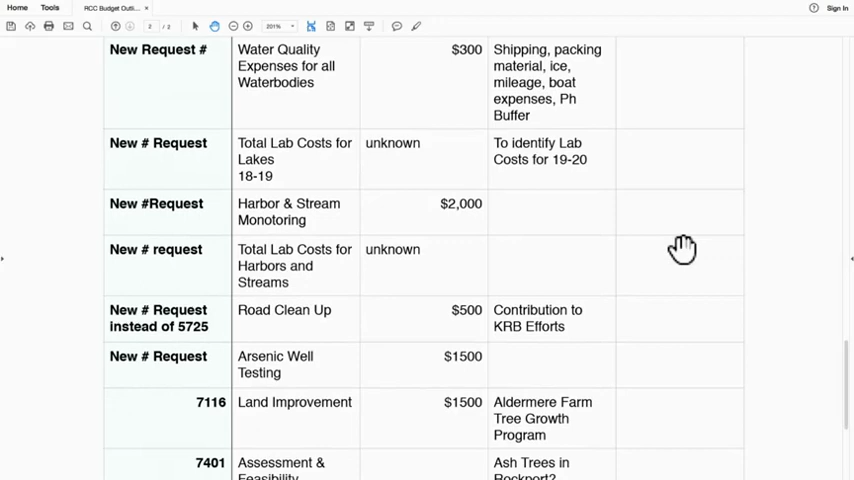 Home
Tools
RCC Budget Outli...
×
Sign In
2 / 2
201%
New Request #
Water Quality
Expenses for all
Waterbodies
$300
Shipping, packing
material, ice,
mileage, boat
expenses, Ph
Buffer
New # Request
Total Lab Costs for
Lakes
18-19
unknown
To identify Lab
Costs for 19-20
New #Request
Harbor & Stream
Monotoring
$2,000
New # request
Total Lab Costs for
Harbors and
Streams
unknown
New # Request
instead of 5725
Road Clean Up
$500
Contribution to
KRB Efforts
New # Request
Arsenic Well
Testing
$1500
7116
Land Improvement
$1500
Aldermere Farm
Tree Growth
Program
7401
Assessment &
Feasibility
Ash Trees in
Rockport?